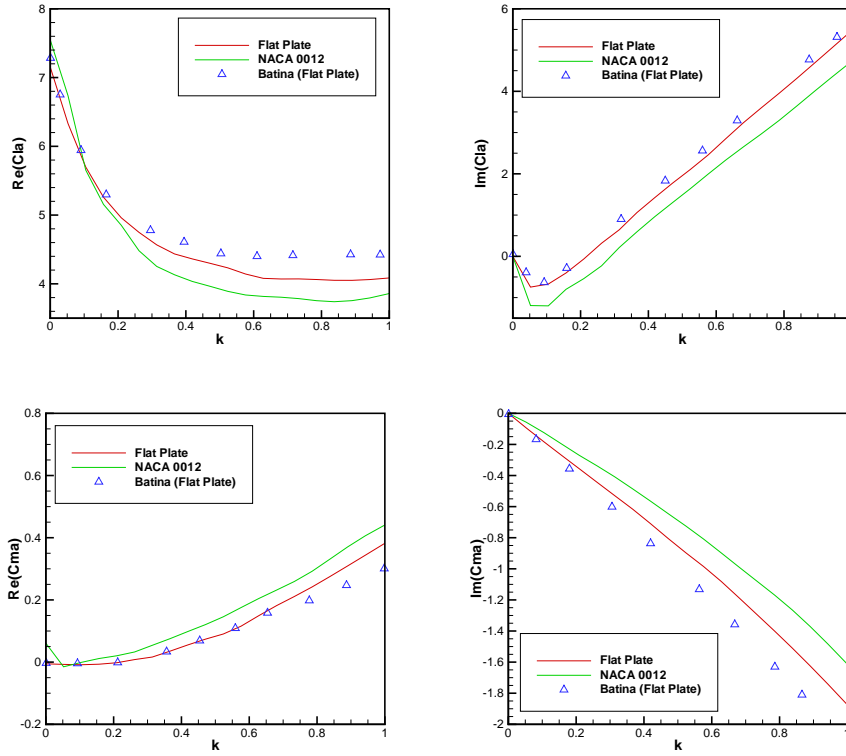 8
7
6
5
4
0
0.2
0.4
0.6
0.8
1
k
Re(Cla)
Flat Plate
NACA 0012
Batina (Flat Plate)
6
4
2
0
0
0.2
0.4
0.6
0.8
k
Im(Cla)
Flat Plate
NACA 0012
Batina (Flat Plate)
0.8
0.6
0.4
0.2
0
-0.2
0
0.2
0.4
0.6
0.8
1
k
Re(Cma)
Flat Plate
NACA 0012
Batina (Flat Plate)
0
-0.2
-0.4
-0.6
-0.8
-1
-1.2
-1.4
-1.6
-1.8
-2
0
0.2
0.4
0.6
0.8
1
k
Im(Cma)
Flat Plate
NACA 0012
Batina (Flat Plate)